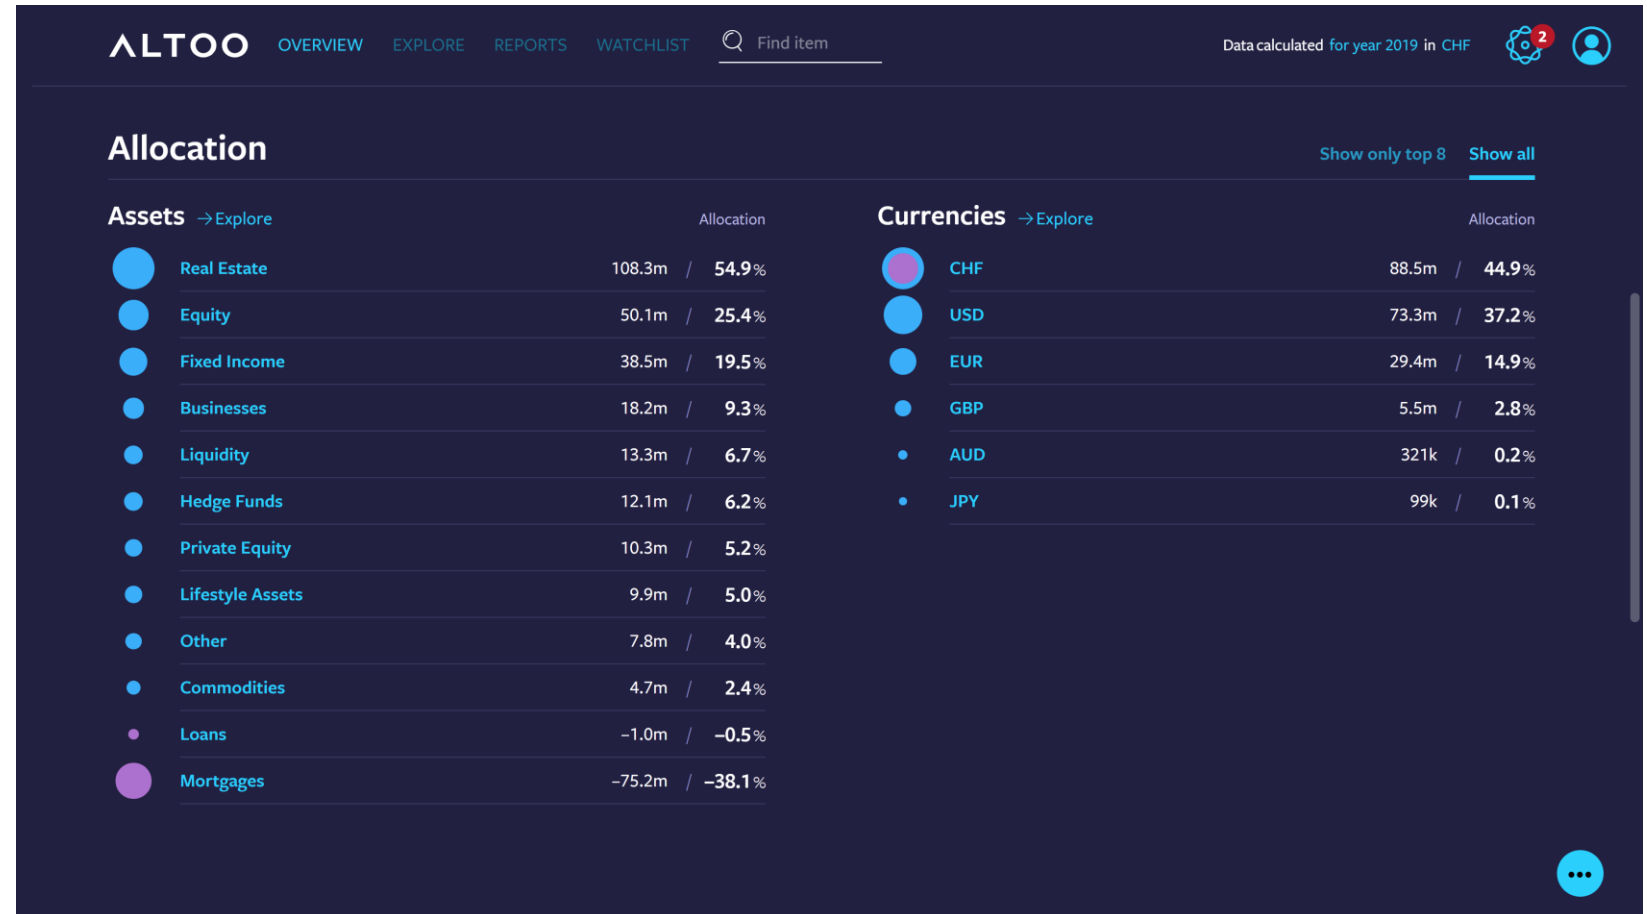 ALTOO OVERVIEW EXPLORE REPORTS WATCHLIST Find item Data calculated for year 2019 in CHF 2
Allocation Show only top 8 Show all
Assets →Explore Allocation
Real Estate 108.3m / 54.9%
Equity 50.1m / 25.4%
Fixed Income 38.5m / 19.5%
Businesses 18.2m / 9.3%
Liquidity 13.3m / 6.7%
Hedge Funds 12.1m / 6.2%
Private Equity 10.3m / 5.2%
Lifestyle Assets 9.9m / 5.0%
Other 7.8m / 4.0%
Commodities 4.7m / 2.4%
Loans –1.0m / –0.5%
Mortgages –75.2m / –38.1%
Currencies →Explore Allocation
CHF 88.5m / 44.9%
USD 73.3m / 37.2%
EUR 29.4m / 14.9%
GBP 5.5m / 2.8%
AUD 321k / 0.2%
JPY 99k / 0.1%